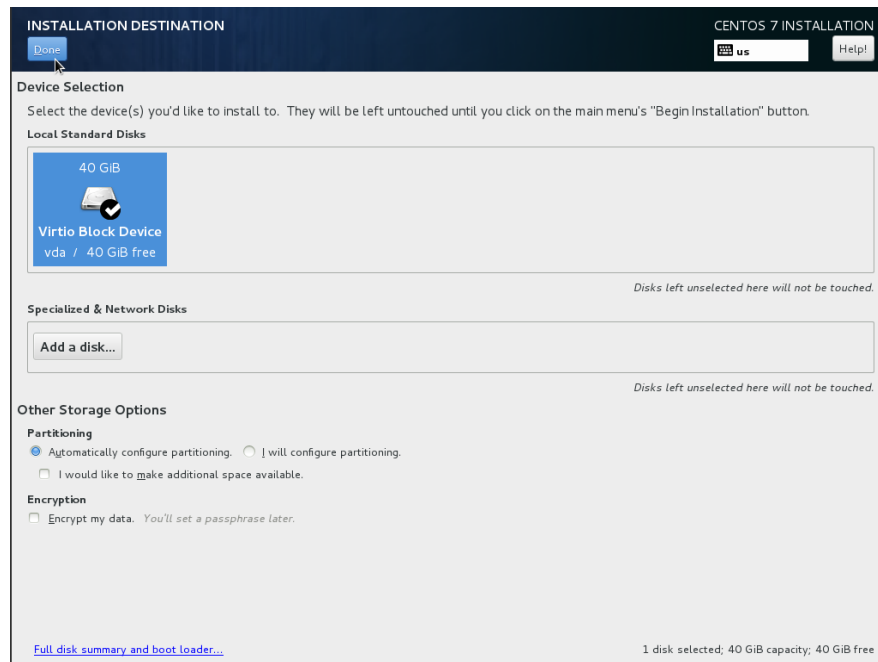 INSTALLATION DESTINATION
CENTOS 7 INSTALLATION
Done
us
Help!
Device Selection
Select the device(s) you'd like to install to. They will be left untouched until you click on the main menu's "Begin Installation" button.
Local Standard Disks
40 GiB
Virtio Block Device
vda / 40 GiB free
Disks left unselected here will not be touched.
Specialized & Network Disks
Add a disk...
Disks left unselected here will not be touched.
Other Storage Options
Partitioning
Automatically configure partitioning. I will configure partitioning.
I would like to make additional space available.
Encryption
Encrypt my data. You'll set a passphrase later.
Full disk summary and boot loader...
1 disk selected; 40 GiB capacity; 40 GiB free